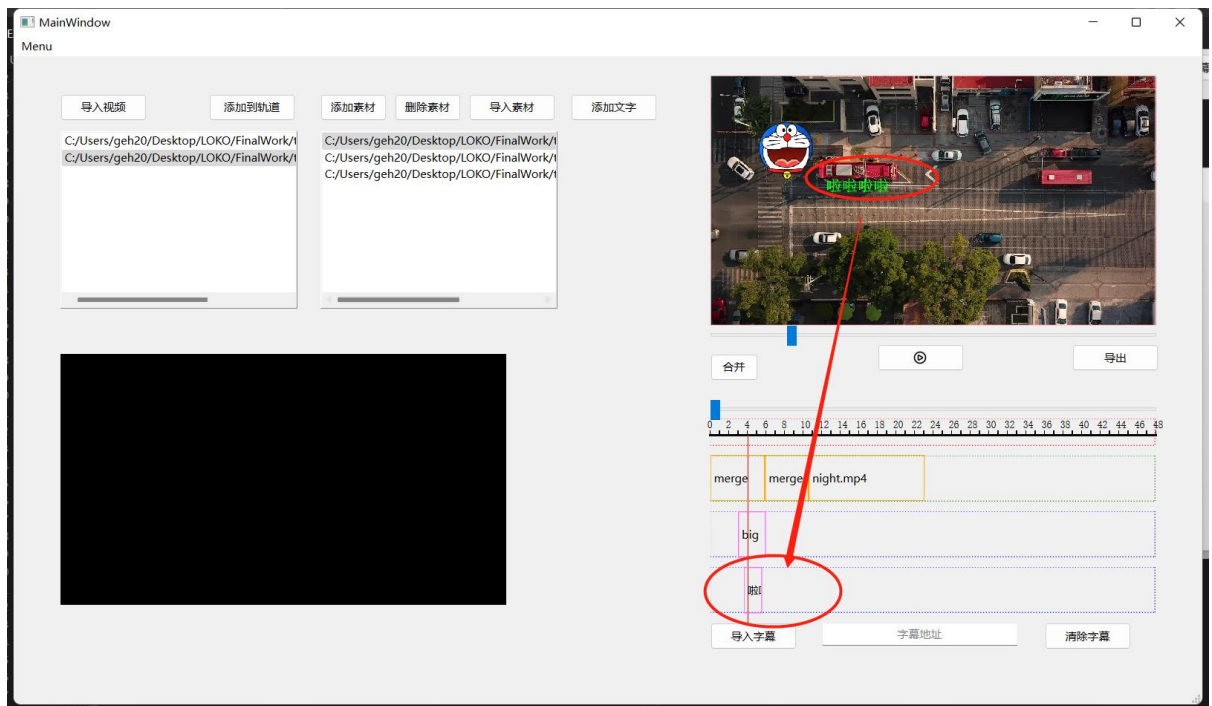 MainWindow
Menu
导入视频
添加到轨道
添加素材
删除素材
导入素材
添加文字
C:/Users/geh20/Desktop/LOKO/FinalWork/t
C:/Users/geh20/Desktop/LOKO/FinalWork/t
C:/Users/geh20/Desktop/LOKO/FinalWork/t
C:/Users/geh20/Desktop/LOKO/FinalWork/t
C:/Users/geh20/Desktop/LOKO/FinalWork/t
啦啦啦啦
合并
导出
0 2 4 6 8 10 12 14 16 18 20 22 24 26 28 30 32 34 36 38 40 42 44 46 48
merge
merge
night.mp4
big
啦
导入字幕
字幕地址
清除字幕